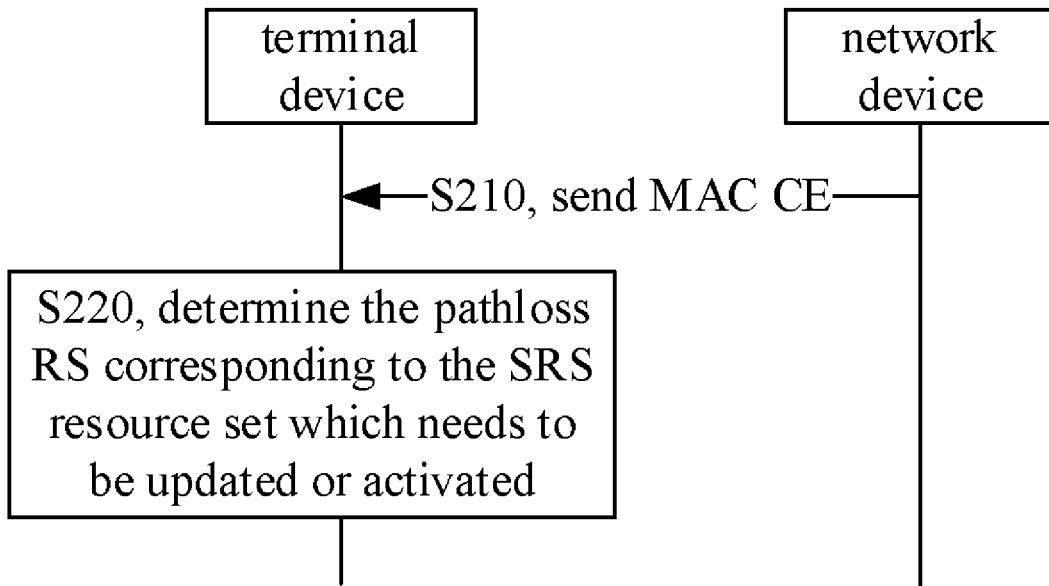 terminal
device
network
device
S210, send MAC CE
S220, determine the pathloss
RS corresponding to the SRS
resource set which needs to
be updated or activated